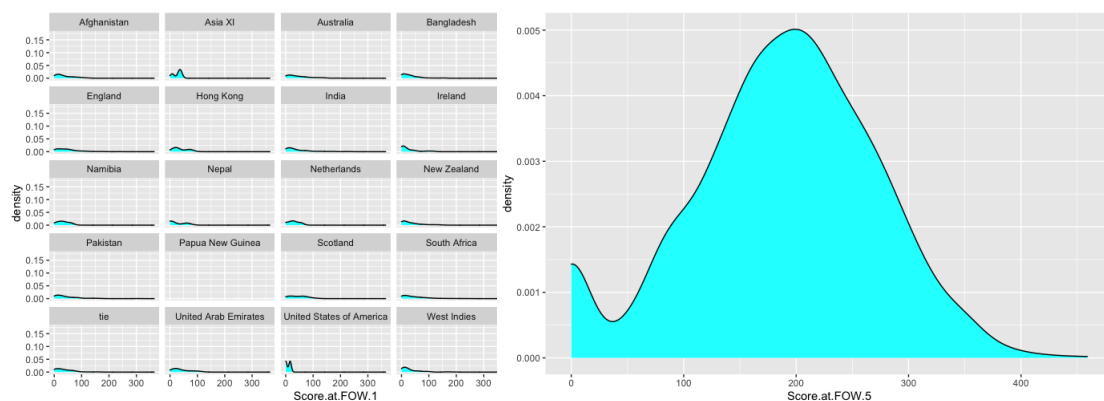 Afghanistan Asia XI Australia Bangladesh
0.15
0.10
0.05
0.00
England Hong Kong India Ireland
0.15
0.10
0.05
0.00
Namibia Nepal Netherlands New Zealand
0.15
0.10
0.05
0.00
Pakistan Papua New Guinea Scotland South Africa
0.15
0.10
0.05
0.00
tie United Arab Emirates United States of America West Indies
0.15
0.10
0.05
0.00
0 100 200 300 0 100 200 300 0 100 200 300 0 100 200 300
density
Score.at.FOW.1
0.005
0.004
0.003
0.002
0.001
0.000
0 100 200 300 400
density
Score.at.FOW.5